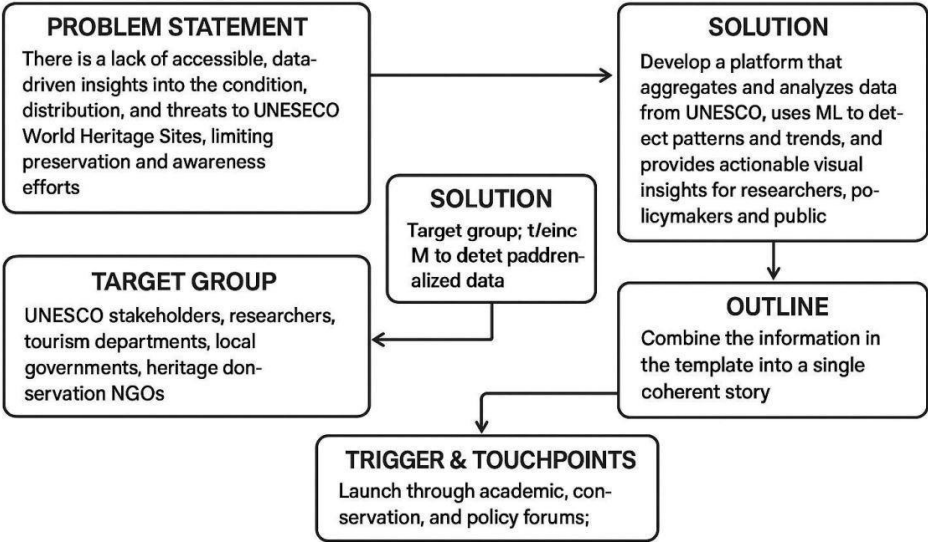 PROBLEM STATEMENT
There is a lack of accessible, data-
driven insights into the condition,
distribution, and threats to UNESECO
World Heritage Sites, limiting
preservation and awareness
efforts
SOLUTION
Develop a platform that
aggregates and analyzes data
from UNESCO, uses ML to det-
ect patterns and trends, and
provides actionable visual
insights for researchers, po-
licymakers and public
SOLUTION
Target group; t/einc
M to detet paddren-
alized data
TARGET GROUP
UNESCO stakeholders, researchers,
tourism departments, local
governments, heritage don-
servation NGOs
OUTLINE
Combine the information in
the template into a single
coherent story
TRIGGER & TOUCHPOINTS
Launch through academic, con-
servation, and policy forums;